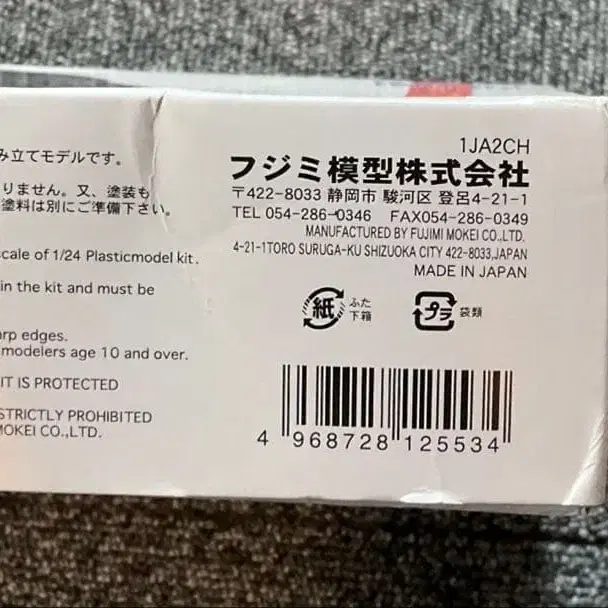 み立てモデルです。
りません。又、塗装も
塗料は別にご準備下さい。
scale of 1/24 Plasticmodel kit.
in the kit and must be
edges.
modelers age 10 and over.
IT IS PROTECTED
STRICTLY PROHIBITED
MOKEI CO.,LTD.
1JA2CH
フジミ模型株式会社
〒422-8033 静岡市 駿河区 登呂4-21-1
TEL 054-286-0346 FAX054-286-0349
MANUFACTURED BY FUJIMI MOKEI CO.,LTD.
4-21-1TORO SURUGA-KU SHIZUOKA CITY 422-8033,JAPAN
MADE IN JAPAN
紙
ふた
下箱
プラ
袋類
4 968728 125534